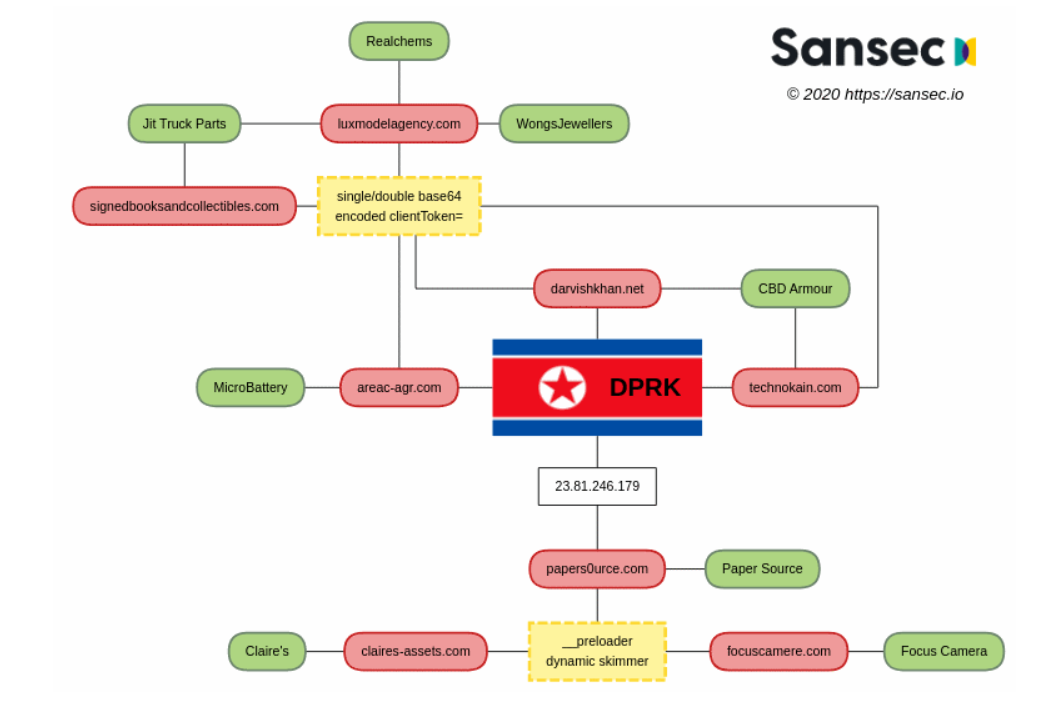 Realchems
Sansec
© 2020 https://sansec.io
Jit Truck Parts
luxmodelagency.com
WongsJewellers
signedbooksandcollectibles.com
single/double base64
encoded clientToken=
darvishkhan.net
CBD Armour
MicroBattery
areac-agr.com
DPRK
technokain.com
23.81.246.179
papers0urce.com
Paper Source
Claire's
claires-assets.com
__preloader
dynamic skimmer
focuscamere.com
Focus Camera